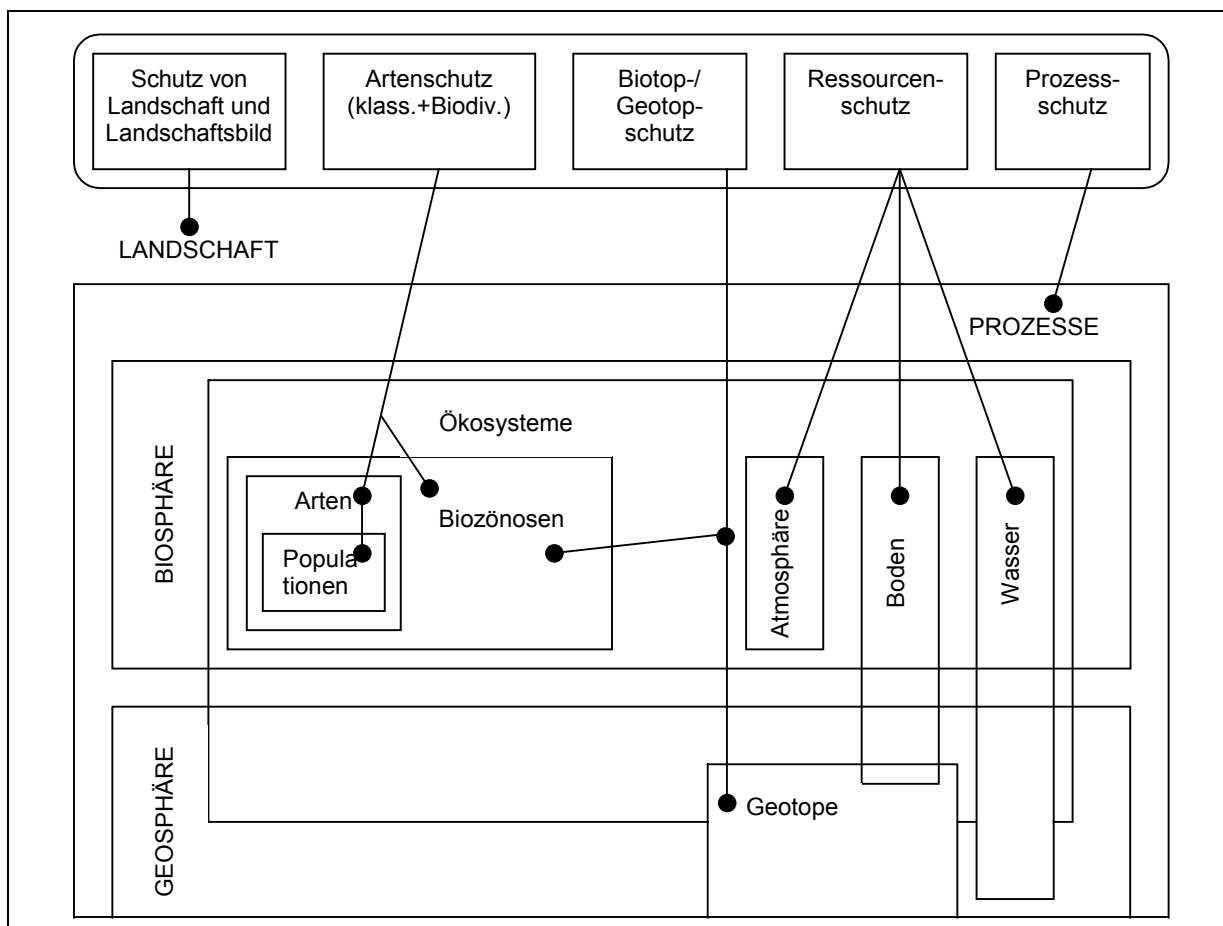 Schutz von
Landschaft und
Landschaftsbild
Artenschutz
(klass.+Biodiv.)
Biotop-/
Geotop-
schutz
Ressourcen-
schutz
Prozess-
schutz
LANDSCHAFT
PROZESSE
BIOSPHÄRE
Ökosysteme
Arten
Popula
tionen
Biozönosen
Atmosphäre
Boden
Wasser
GEOSPHÄRE
Geotope